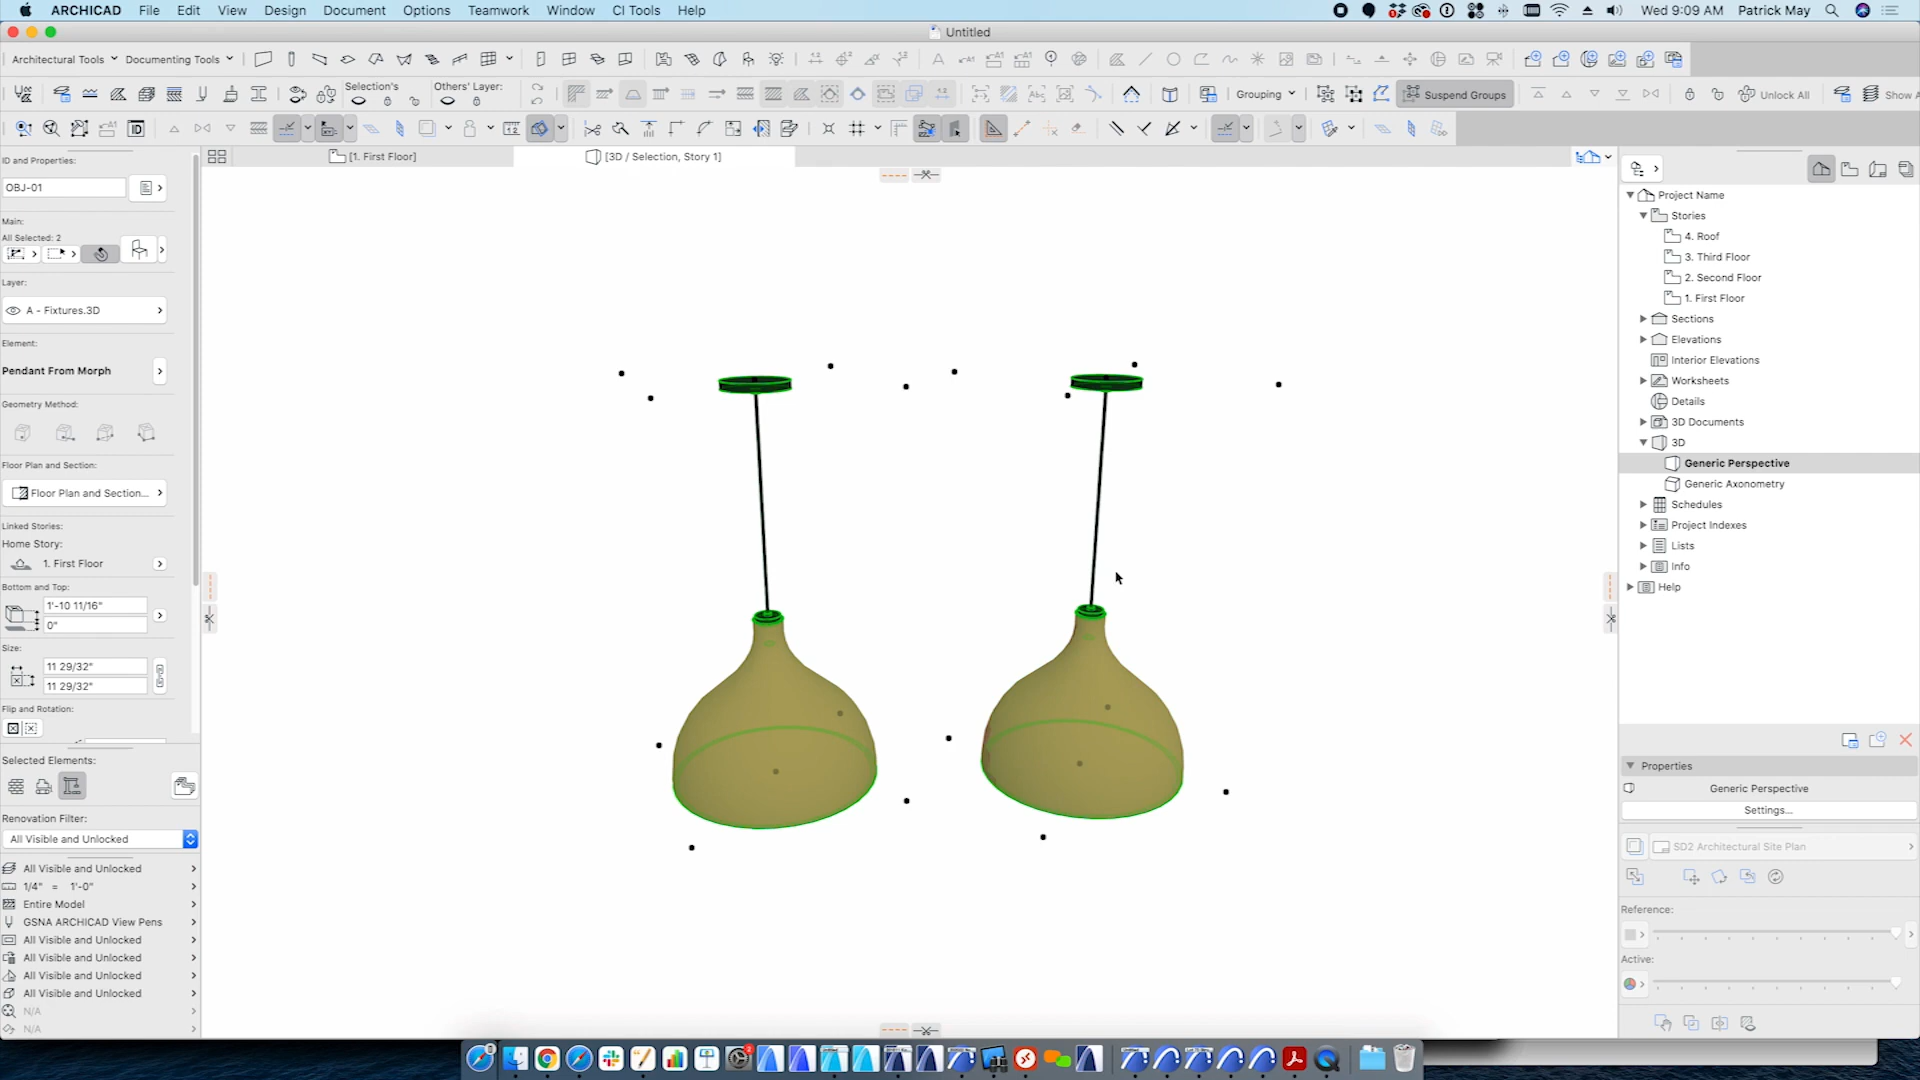 ARCHICAD File Edit View Design Document Options Teamwork Window CI Tools Help Wed 9:09 AM Patrick May
Untitled
Architectural Tools Documenting Tools
Selection's Others' Layer: Grouping Suspend Groups Unlock All Show A
ID and Properties:
OBJ-01
Main:
All Selected: 2
Layer:
A - Fixtures.3D
Element:
Pendant From Morph
Geometry Method:
Floor Plan and Section:
Floor Plan and Section...
Linked Stories:
Home Story:
1. First Floor
Bottom and Top:
1'-10 11/16"
0"
Size:
11 29/32"
11 29/32"
Flip and Rotation:
Selected Elements:
Renovation Filter:
All Visible and Unlocked
All Visible and Unlocked
1/4" = 1'-0"
Entire Model
GSNA ARCHICAD View Pens
All Visible and Unlocked
All Visible and Unlocked
All Visible and Unlocked
All Visible and Unlocked
N/A
N/A
[1. First Floor]
[3D / Selection, Story 1]
Project Name
Stories
4. Roof
3. Third Floor
2. Second Floor
1. First Floor
Sections
Elevations
Interior Elevations
Worksheets
Details
3D Documents
3D
Generic Perspective
Generic Axonometry
Schedules
Project Indexes
Lists
Info
Help
Properties
Generic Perspective
Settings...
SD2 Architectural Site Plan
Reference:
Active: